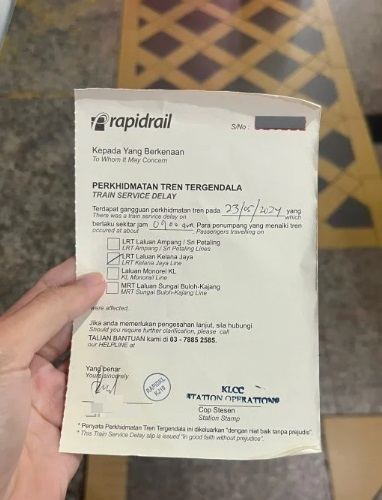 rapidrail
S/No :
Kepada Yang Berkenaan
To Whom It May Concern
PERKHIDMATAN TREN TERGENDALA
TRAIN SERVICE DELAY
Terdapat gangguan perkhidmatan tren pada 23/05/2024 yang
There was a train service delay on which
berlaku sekitar jam 0900 am. Para penumpang yang menaiki tren
occured at about Passengers travelling on
LRT Laluan Ampang / Sri Petaling
LRT Ampang / Sri Petaling Lines
LRT Laluan Kelana Jaya
LRT Kelana Jaya Line
Laluan Monorel KL
KL Monorail Line
MRT Laluan Sungai Buloh-Kajang
MRT Sungai Buloh-Kajang Line
were affected.
Jika anda memerlukan pengesahan lanjut, sila hubungi
Should you require further clarification, please call
TALIAN BANTUAN kami di 03 - 7885 2585.
our HELPLINE at
Yang benar
Yours sincerely
KLCC
STATION OPERATIONS
Cop Stesen
Station Stamp
* Penyata Perkhidmatan Tren Tergendala ini dikeluarkan "dengan niat baik tanpa prejudis".
* This Train Service Delay slip is issued "in good faith without prejudice".